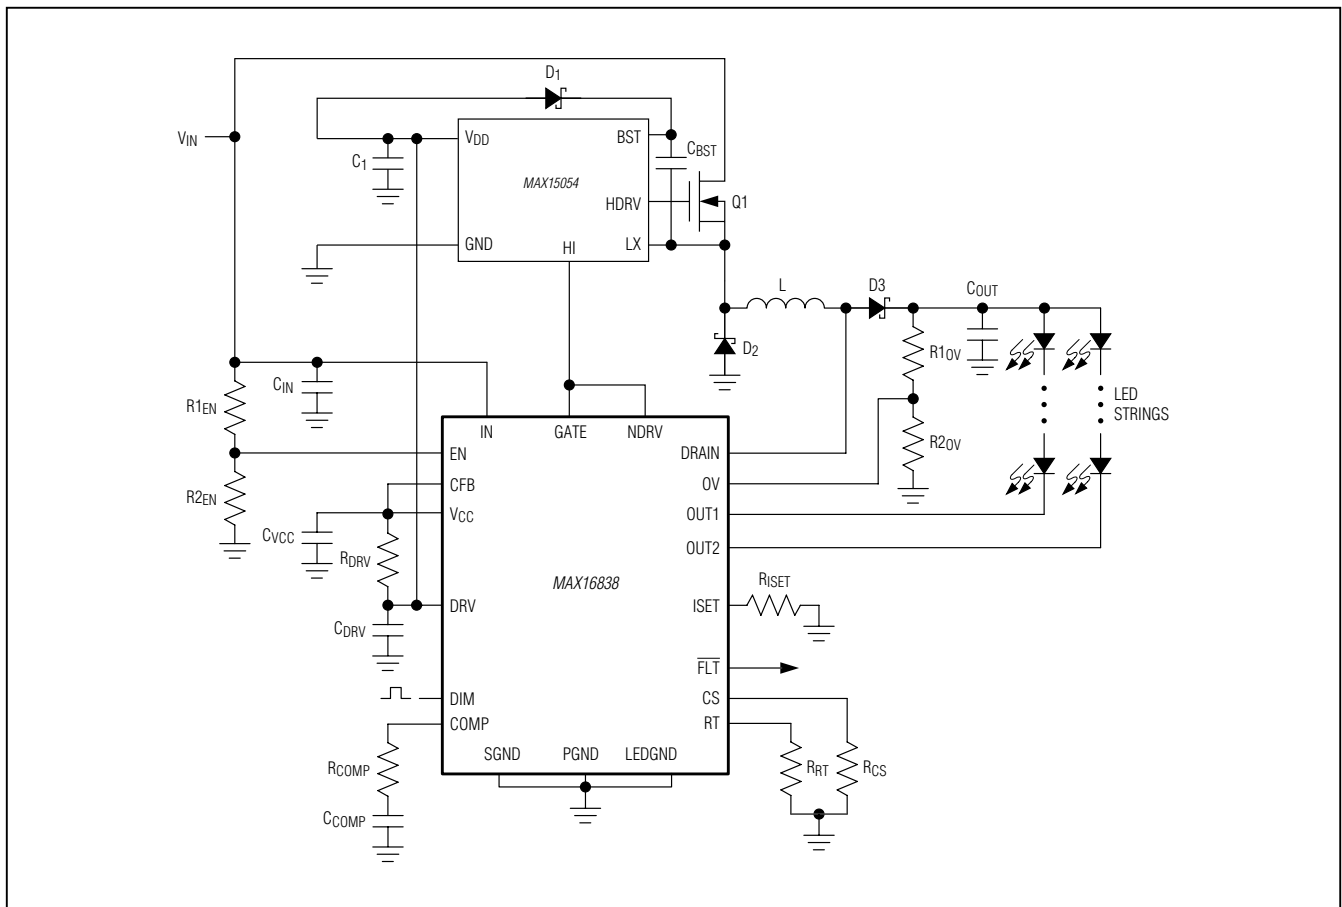 D1
VIN
VDD
BST
C1
CBST
MAX15054
HDRV
Q1
GND
HI
LX
L
D3
COUT
D2
R1OV
CIN
R1EN
LED
STRINGS
IN
GATE
NDRV
R2OV
EN
DRAIN
CFB
OV
R2EN
VCC
OUT1
CVCC
OUT2
RDRV
MAX16838
RISET
DRV
ISET
CDRV
FLT
DIM
CS
COMP
RT
SGND
PGND
LEDGND
RCOMP
RRT
RCS
CCOMP